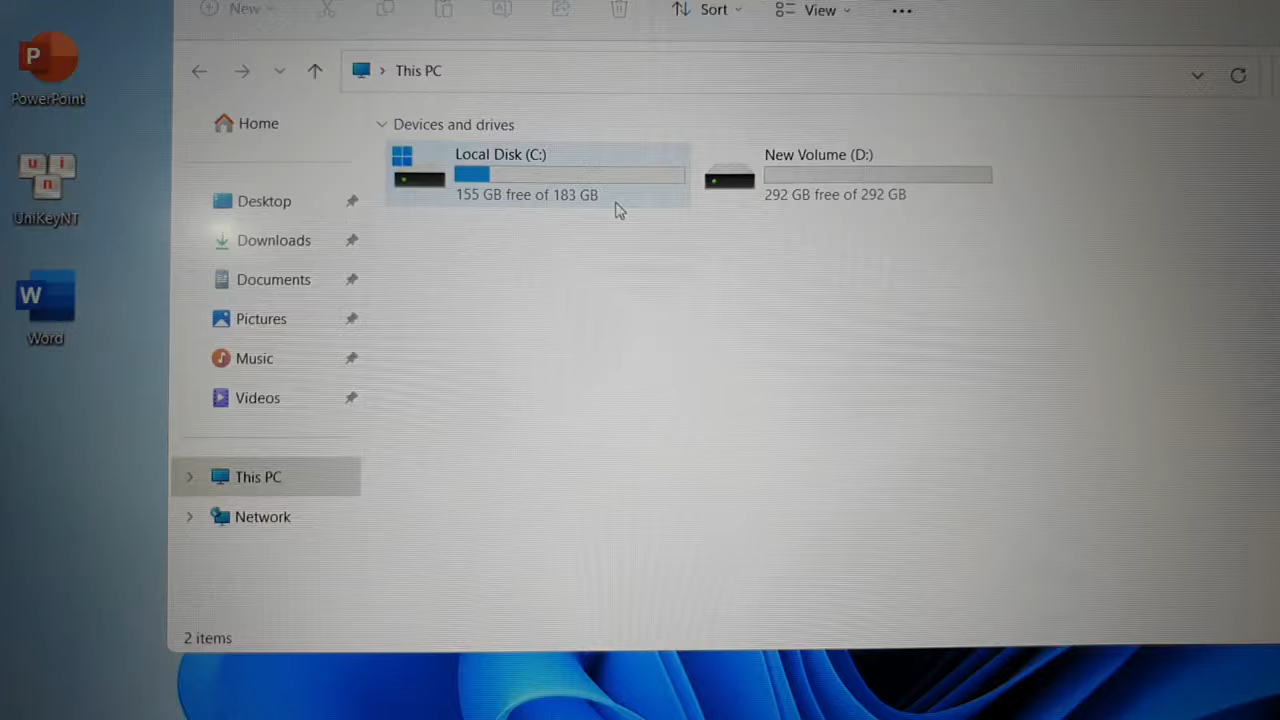 New
Sort
View
This PC
PowerPoint
Home
Devices and drives
Local Disk (C:)
155 GB free of 183 GB
New Volume (D:)
292 GB free of 292 GB
u i
n
UniKeyNT
Desktop
Downloads
Documents
Pictures
Music
Videos
W
Word
This PC
Network
2 items
P